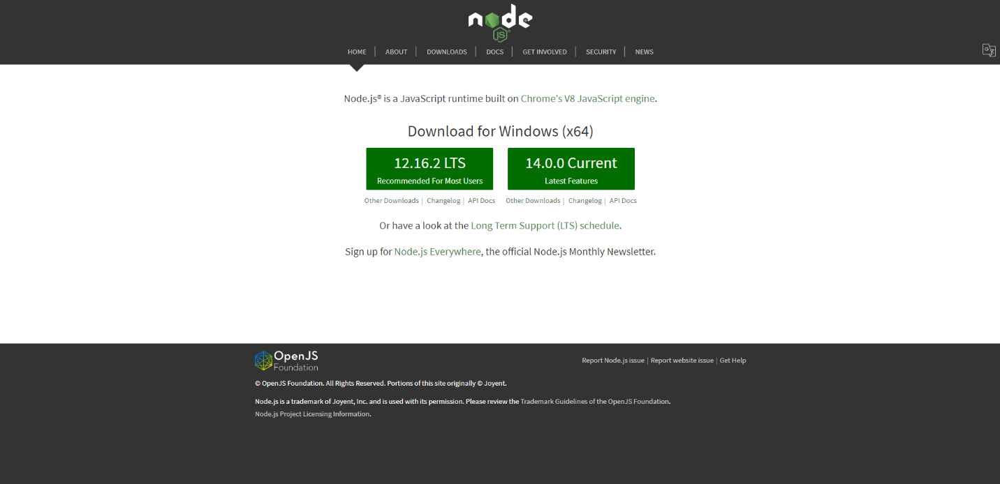 node
JS
HOME | ABOUT | DOWNLOADS | DOCS | GET INVOLVED | SECURITY | NEWS
Node.js® is a JavaScript runtime built on Chrome's V8 JavaScript engine.
Download for Windows (x64)
12.16.2 LTS
Recommended For Most Users
14.0.0 Current
Latest Features
Other Downloads | Changelog | API Docs
Other Downloads | Changelog | API Docs
Or have a look at the Long Term Support (LTS) schedule.
Sign up for Node.js Everywhere, the official Node.js Monthly Newsletter.
OpenJS
Foundation
Report Node.js issue | Report website issue | Get Help
© OpenJS Foundation. All Rights Reserved. Portions of this site originally © Joyent.
Node.js is a trademark of Joyent, Inc. and is used with its permission. Please review the Trademark Guidelines of the OpenJS Foundation.
Node.js Project Licensing Information.